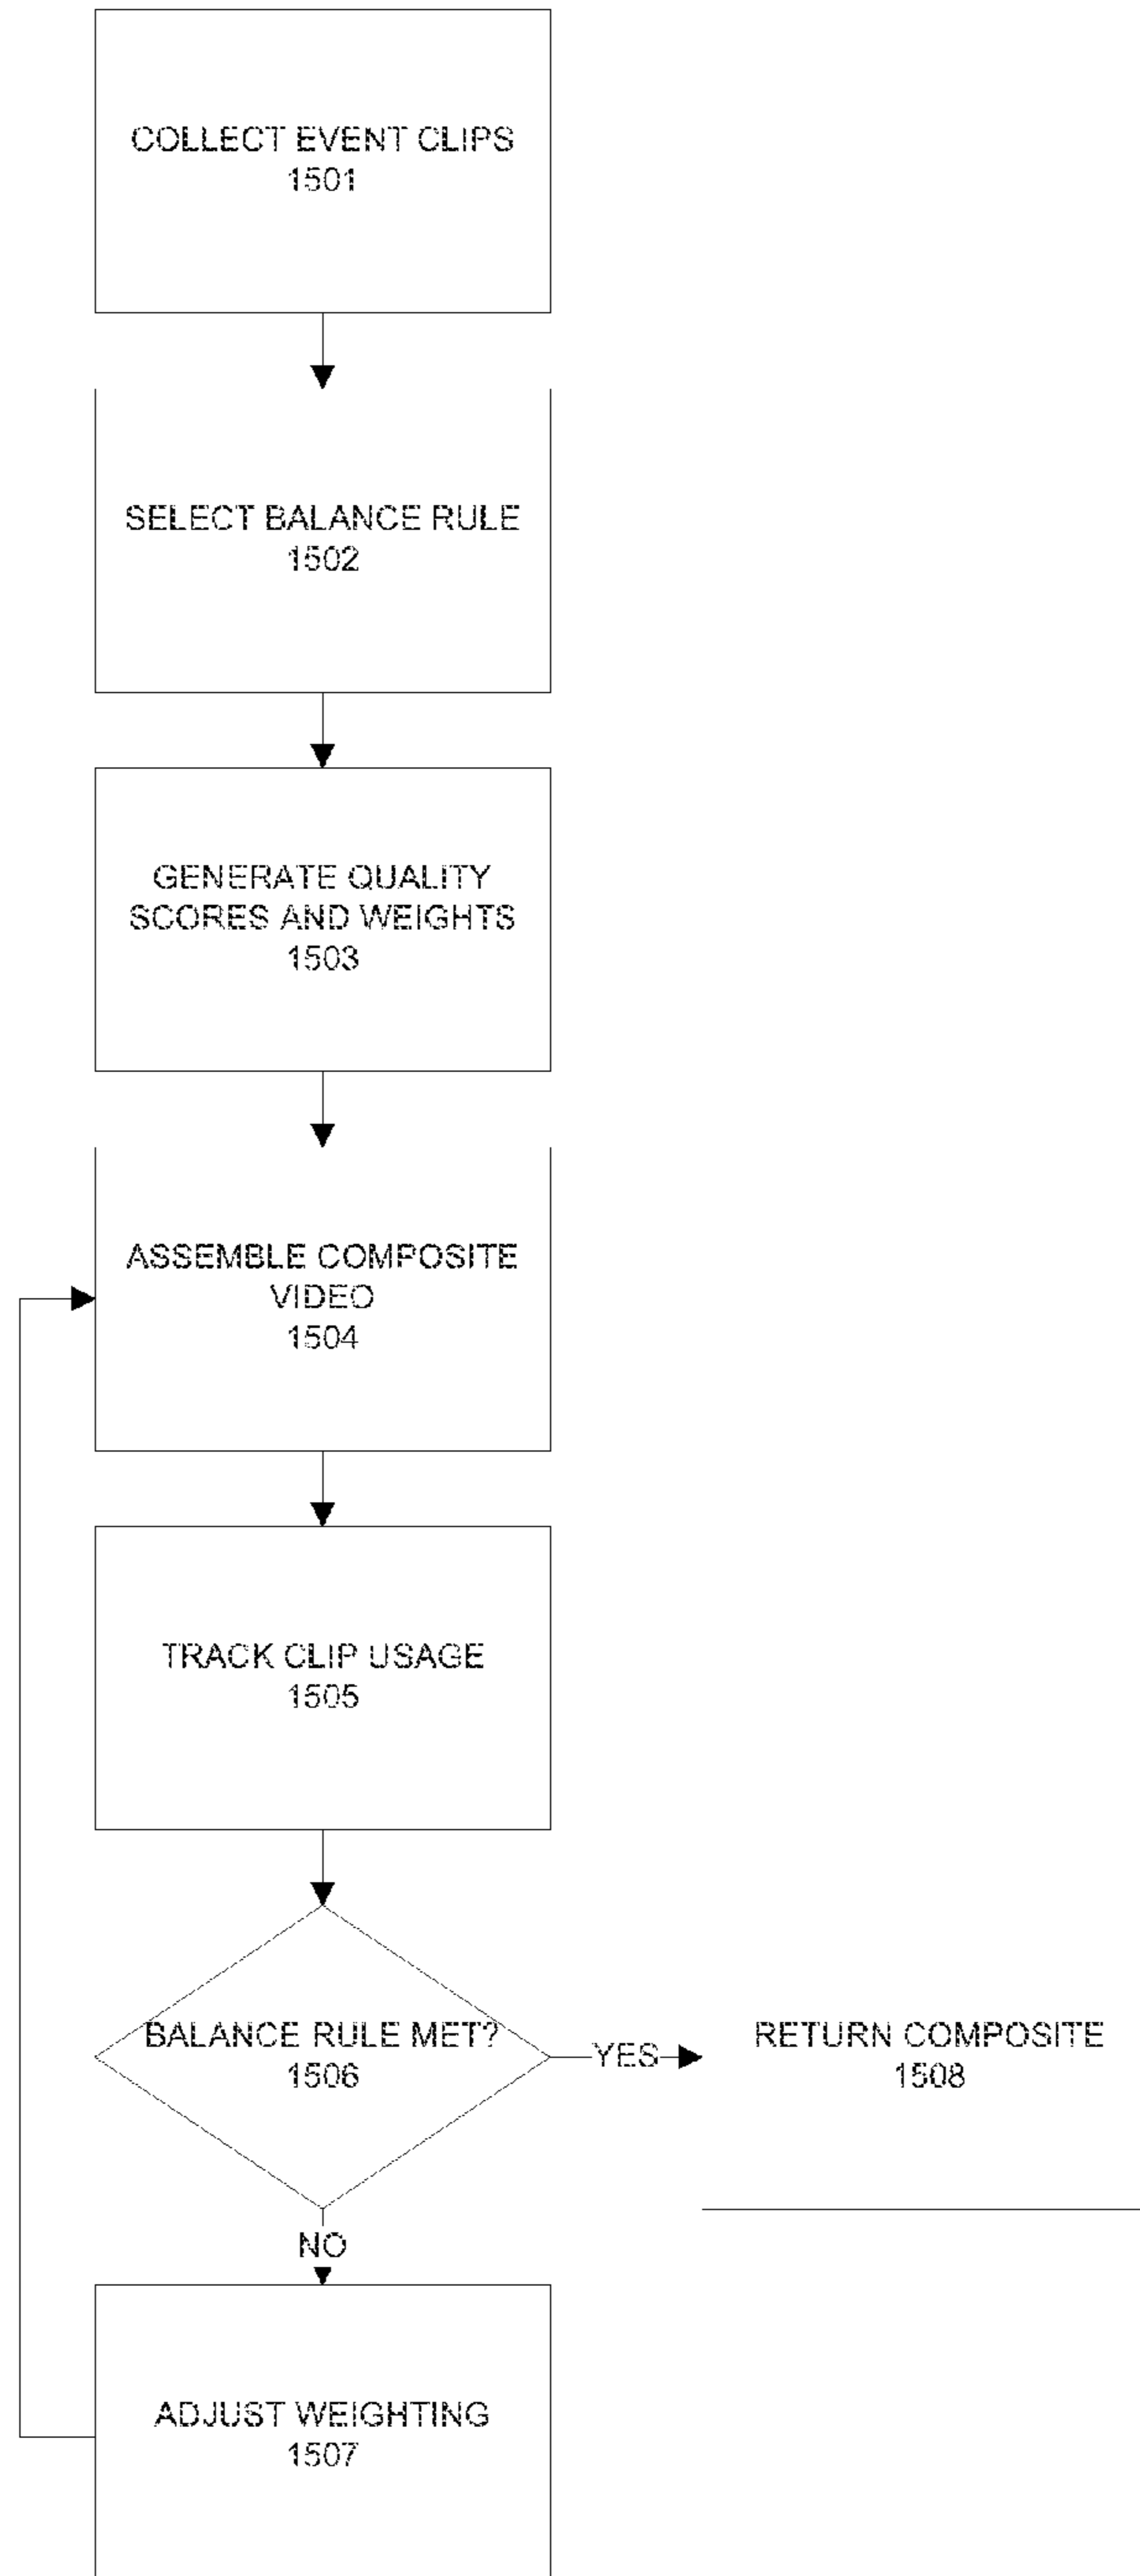 COLLECT EVENT CLIPS
1501
SELECT BALANCE RULE
1502
GENERATE QUALITY
SCORES AND WEIGHTS
1503
ASSEMBLE COMPOSITE
VIDEO
1504
TRACK CLIP USAGE
1505
BALANCE RULE MET?
1506
YES
RETURN COMPOSITE
1508
NO
ADJUST WEIGHTING
1507